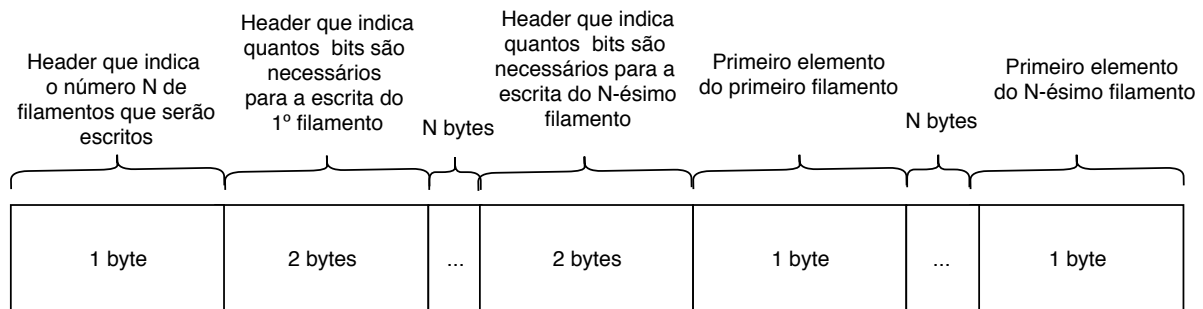 Header que indica
o número N de
filamentos que serão
escritos
Header que indica
quantos bits são
necessários
para a escrita do
1º filamento
N bytes
Header que indica
quantos bits são
necessários para a
escrita do N-ésimo
filamento
Primeiro elemento
do primeiro filamento
N bytes
Primeiro elemento
do N-ésimo filamento
1 byte
2 bytes
...
2 bytes
1 byte
...
1 byte